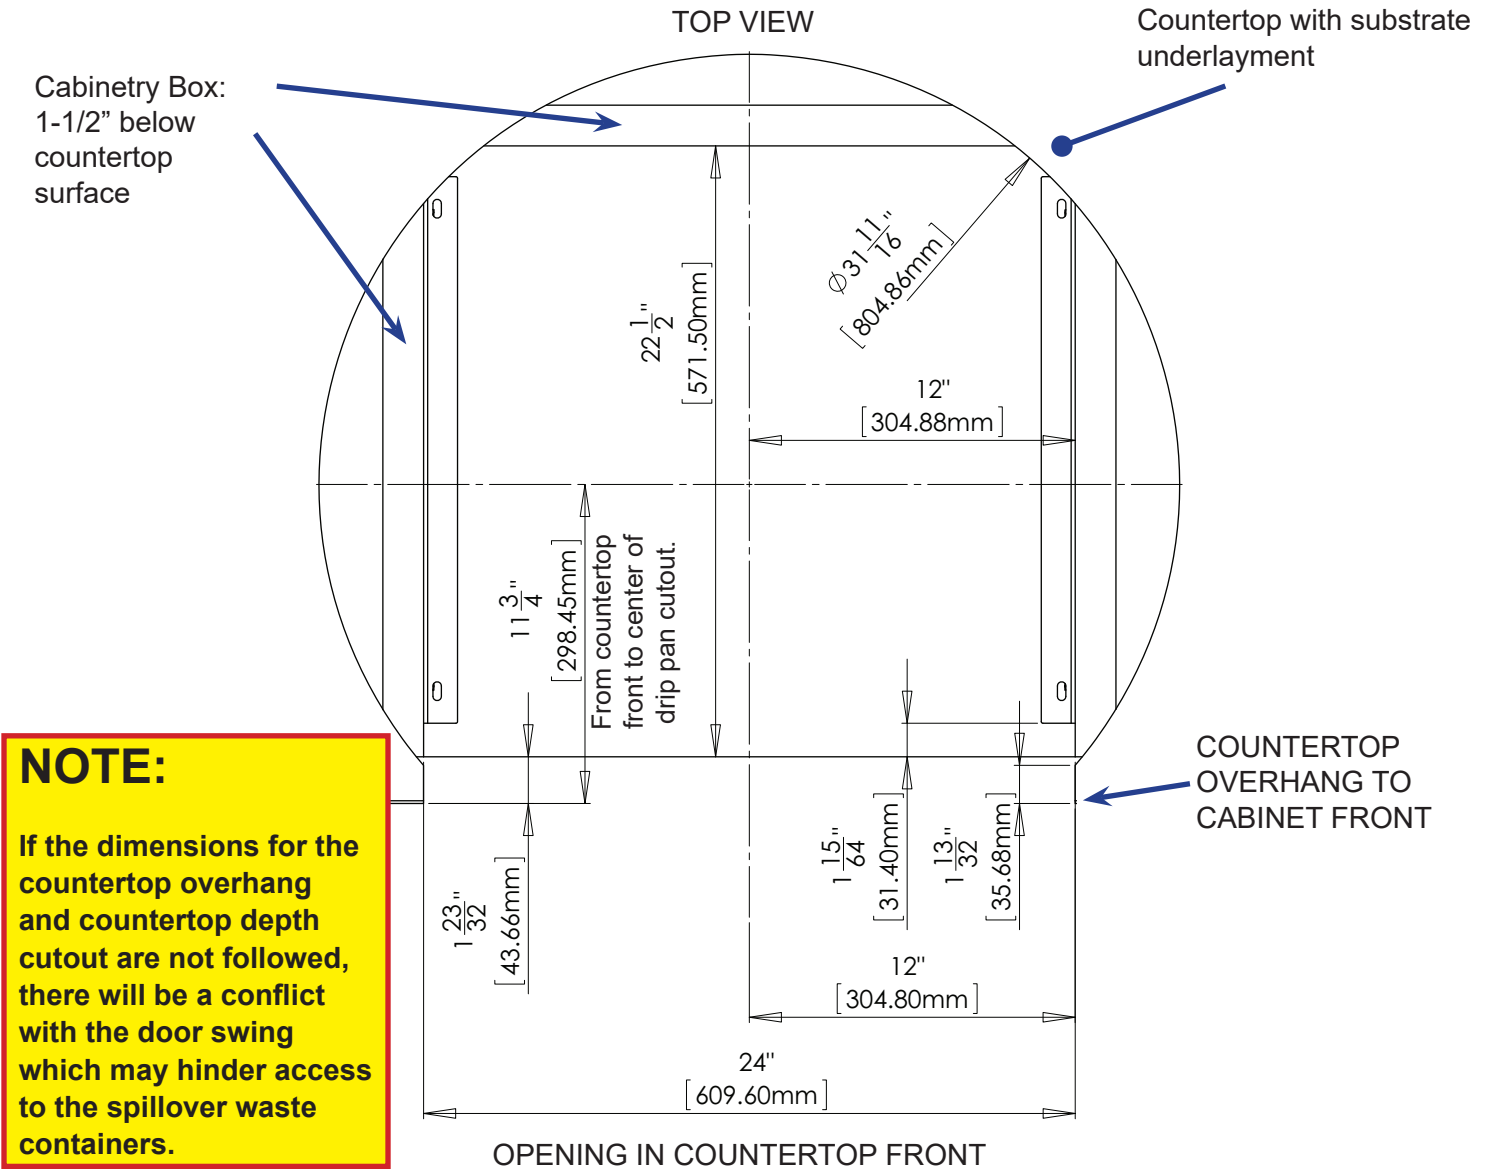 TOP VIEW
Countertop with substrate
underlayment
Cabinetry Box:
1-1/2” below
countertop
surface
Ø 31 11/16"
[804.86mm]
22 1/2"
[571.50mm]
12"
[304.88mm]
11 3/4"
[298.45mm]
From countertop
front to center of
drip pan cutout.
NOTE:
If the dimensions for the
countertop overhang
and countertop depth
cutout are not followed,
there will be a conflict
with the door swing
which may hinder access
to the spillover waste
containers.
COUNTERTOP
OVERHANG TO
CABINET FRONT
1 23/32"
[43.66mm]
1 15/64"
[31.40mm]
1 13/32"
[35.68mm]
12"
[304.80mm]
24"
[609.60mm]
OPENING IN COUNTERTOP FRONT